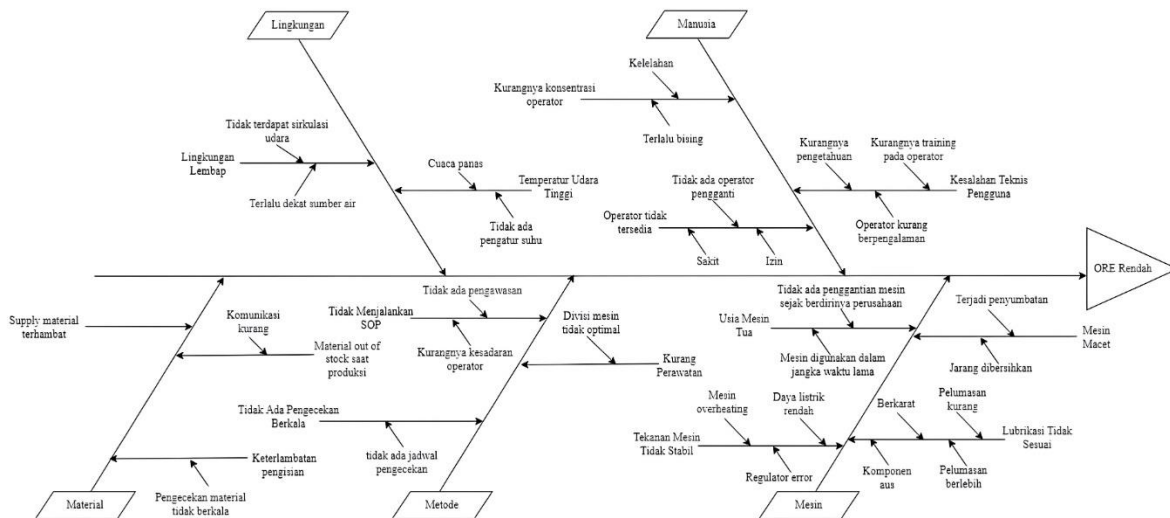 Lingkungan
Manusia
Kelelahan
Kurangnya konsentrasi
operator
Terlalu bising
Tidak terdapat sirkulasi
udara
Lingkungan
Lembap
Terlalu dekat sumber air
Cuaca panas
Temperatur Udara
Tinggi
Tidak ada
pengatur suhu
Kurangnya
pengetahuan
Kurangnya training
pada operator
Kesalahan Teknis
Pengguna
Operator kurang
berpengalaman
Tidak ada operator
pengganti
Operator tidak
tersedia
Sakit
Izin
ORE Rendah
Supply material
terhambat
Komunikasi
kurang
Material out of
stock saat
produksi
Keterlambatan
pengisian
Pengecekan material
tidak berkala
Material
Tidak ada pengawasan
Tidak Menjalankan
SOP
Kurangnya kesadaran
operator
Divisi mesin
tidak optimal
Kurang
Perawatan
Tidak Ada Pengecekan
Berkala
tidak ada jadwal
pengecekan
Metode
Tidak ada penggantian mesin
sejak berdirinya perusahaan
Usia Mesin
Tua
Mesin digunakan dalam
jangka waktu lama
Terjadi penyumbatan
Mesin
Macet
Jarang dibersihkan
Mesin
overheating
Daya listrik
rendah
Tekanan Mesin
Tidak Stabil
Regulator error
Berkarat
Pelumasan
kurang
Lubrikasi Tidak
Sesuai
Komponen
aus
Pelumasan
berlebih
Mesin